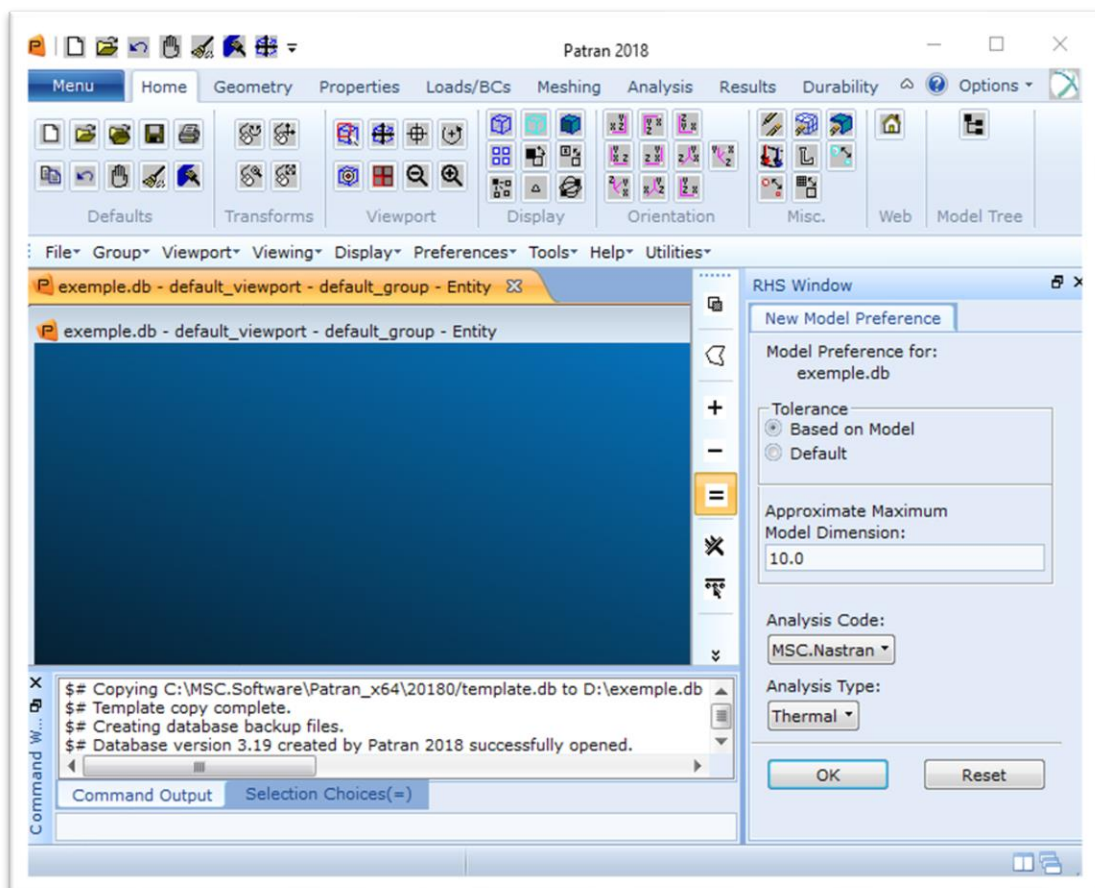 Patran 2018
Menu Home Geometry Properties Loads/BCs Meshing Analysis Results Durability Options
Defaults Transforms Viewport Display Orientation Misc. Web Model Tree
File Group Viewport Viewing Display Preferences Tools Help Utilities
exemple.db - default_viewport - default_group - Entity
exemple.db - default_viewport - default_group - Entity
RHS Window
New Model Preference
Model Preference for:
exemple.db
Tolerance
Based on Model
Default
Approximate Maximum
Model Dimension:
10.0
Analysis Code:
MSC.Nastran
Analysis Type:
Thermal
OK Reset
Command W...
$# Copying C:\MSC.Software\Patran_x64\20180/template.db to D:\exemple.db
$# Template copy complete.
$# Creating database backup files.
$# Database version 3.19 created by Patran 2018 successfully opened.
Command Output Selection Choices(=)